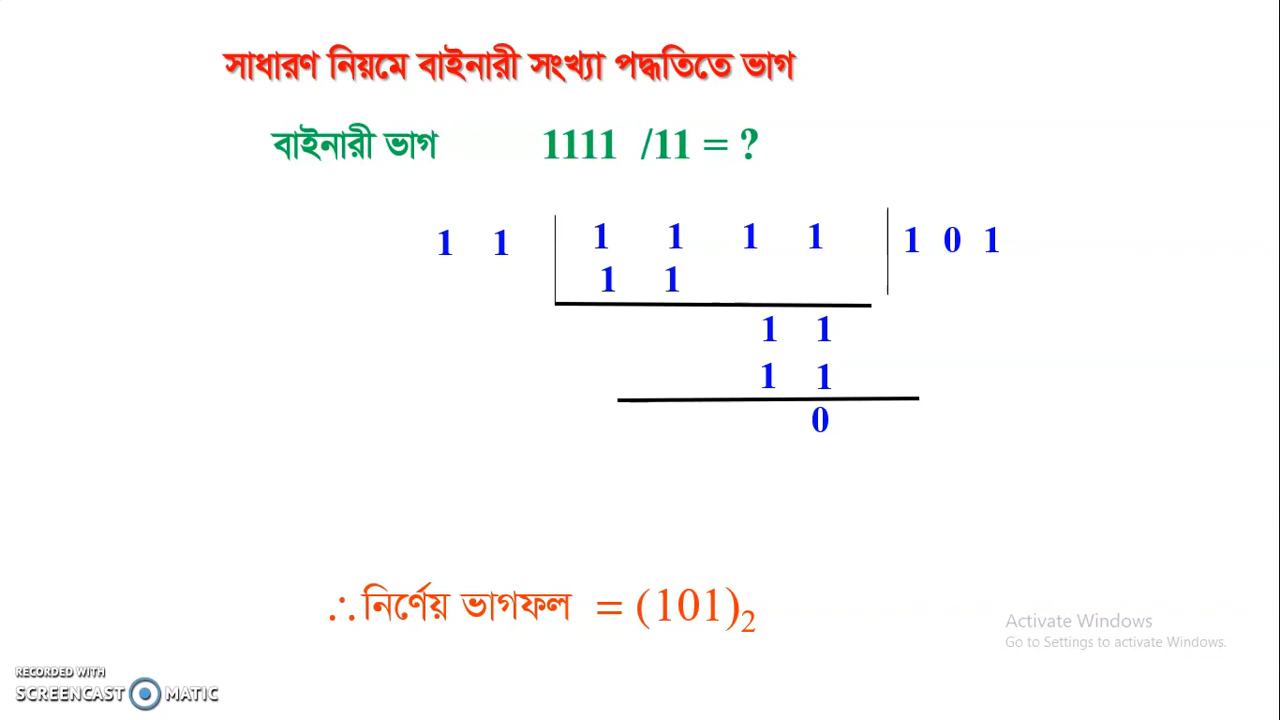 সাধারণ নিয়মে বাইনারী সংখ্যা পদ্ধতিতে ভাগ
বাইনারী ভাগ 1111 /11 = ?
1 1 1 1 1 1 1 0 1
1 1
1 1
1 1
0
∴ নির্ণেয় ভাগফল = (101)2
Activate Windows
Go to Settings to activate Windows.
RECORDED WITH
SCREENCAST MATIC